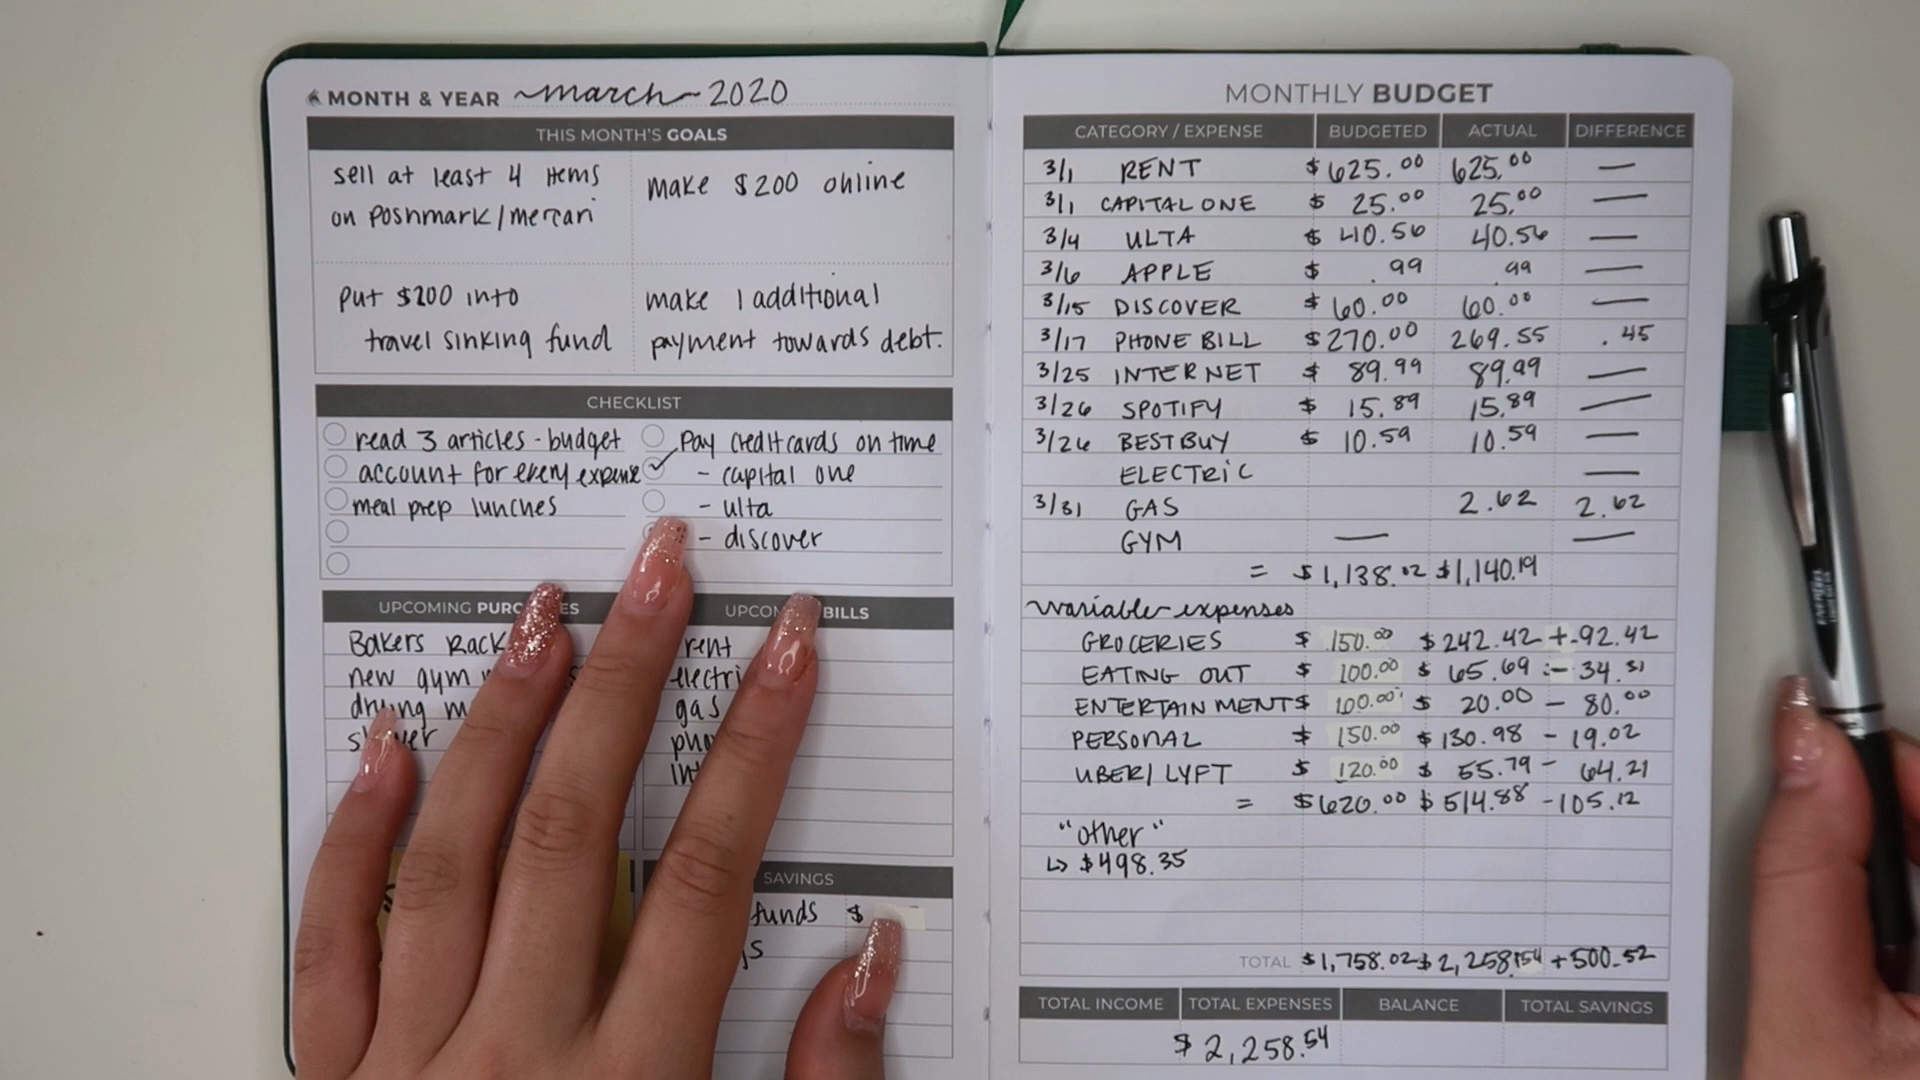 MONTH & YEAR march 2020
THIS MONTH'S GOALS
sell at least 4 items
on poshmark/mercari
make $200 online
put $200 into
travel sinking fund
make 1 additional
payment towards debt.
CHECKLIST
read 3 articles - budget
account for every expense
meal prep lunches
pay credit cards on time
- capital one
- ulta
- discover
UPCOMING
Bakers Rack
new gym
UPCOMING BILLS
rent
gas
SAVINGS
funds $
MONTHLY BUDGET
CATEGORY / EXPENSE BUDGETED ACTUAL DIFFERENCE
3/1 RENT $625.00 625.00 —
3/1 CAPITAL ONE $ 25.00 25.00 —
3/4 ULTA $ 40.56 40.56 —
3/6 APPLE $ .99 .99 —
3/15 DISCOVER $ 60.00 60.00 —
3/17 PHONE BILL $270.00 269.55 .45
3/25 INTERNET $ 89.99 89.99 —
3/26 SPOTIFY $ 15.89 15.89 —
3/26 BEST BUY $ 10.59 10.59 —
ELECTRIC —
3/31 GAS 2.62 2.62
GYM — —
= $1,138.02 $1,140.19
variable expenses
GROCERIES $ 150.00 $242.42 +92.42
EATING OUT $ 100.00 $ 65.69 - 34.31
ENTERTAINMENT $ 100.00 $ 20.00 - 80.00
PERSONAL $ 150.00 $130.98 - 19.02
UBER/LYFT $ 120.00 $ 55.79 - 64.21
= $620.00 $514.88 -105.12
"other"
↳ $498.35
TOTAL $1,758.02 $2,258.54 +500.52
TOTAL INCOME TOTAL EXPENSES BALANCE TOTAL SAVINGS
$2,258.54